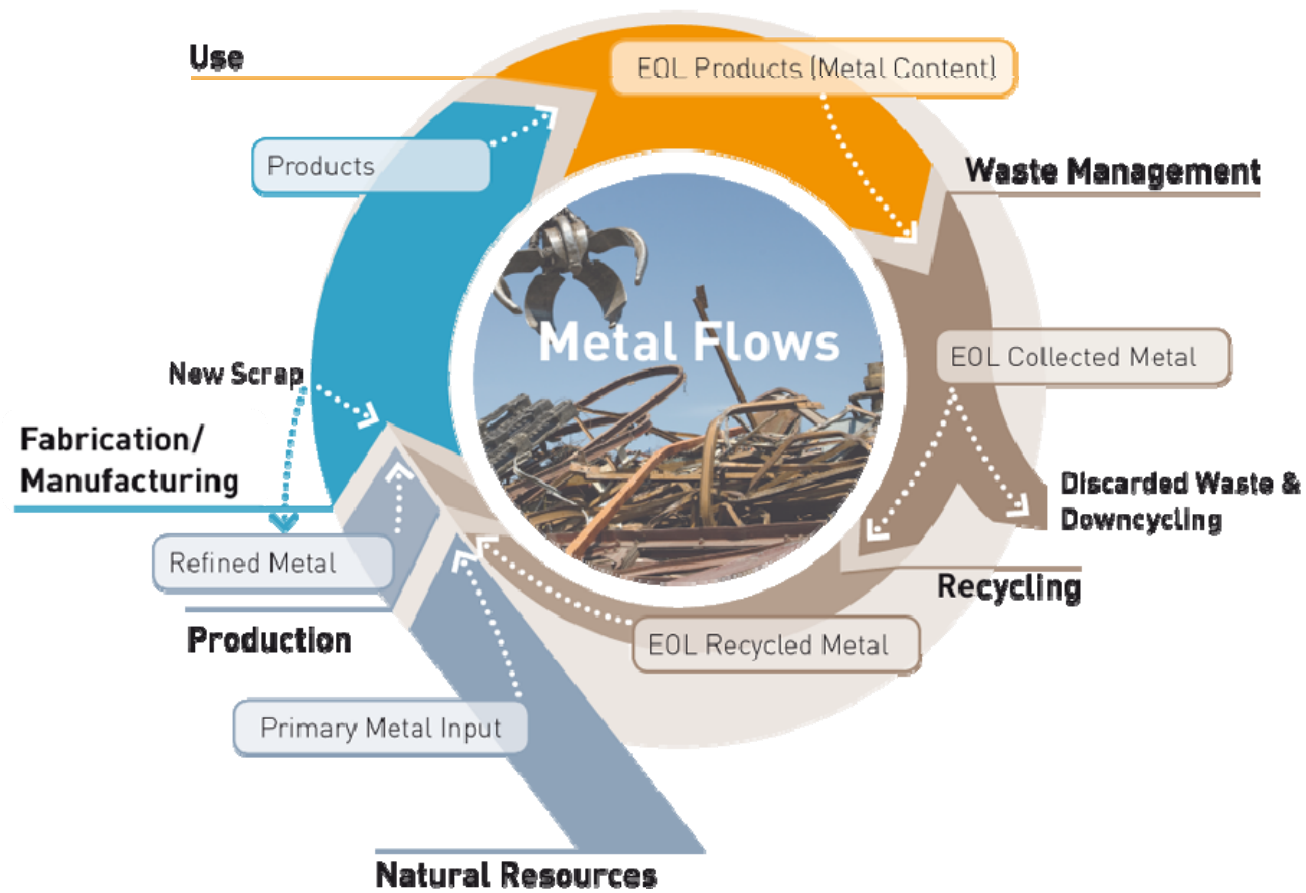 Use
EOL Products (Metal Content)
Products
Waste Management
Metal Flows
EOL Collected Metal
New Scrap
Fabrication/
Manufacturing
Discarded Waste &
Downcycling
Refined Metal
Recycling
Production
EOL Recycled Metal
Primary Metal Input
Natural Resources